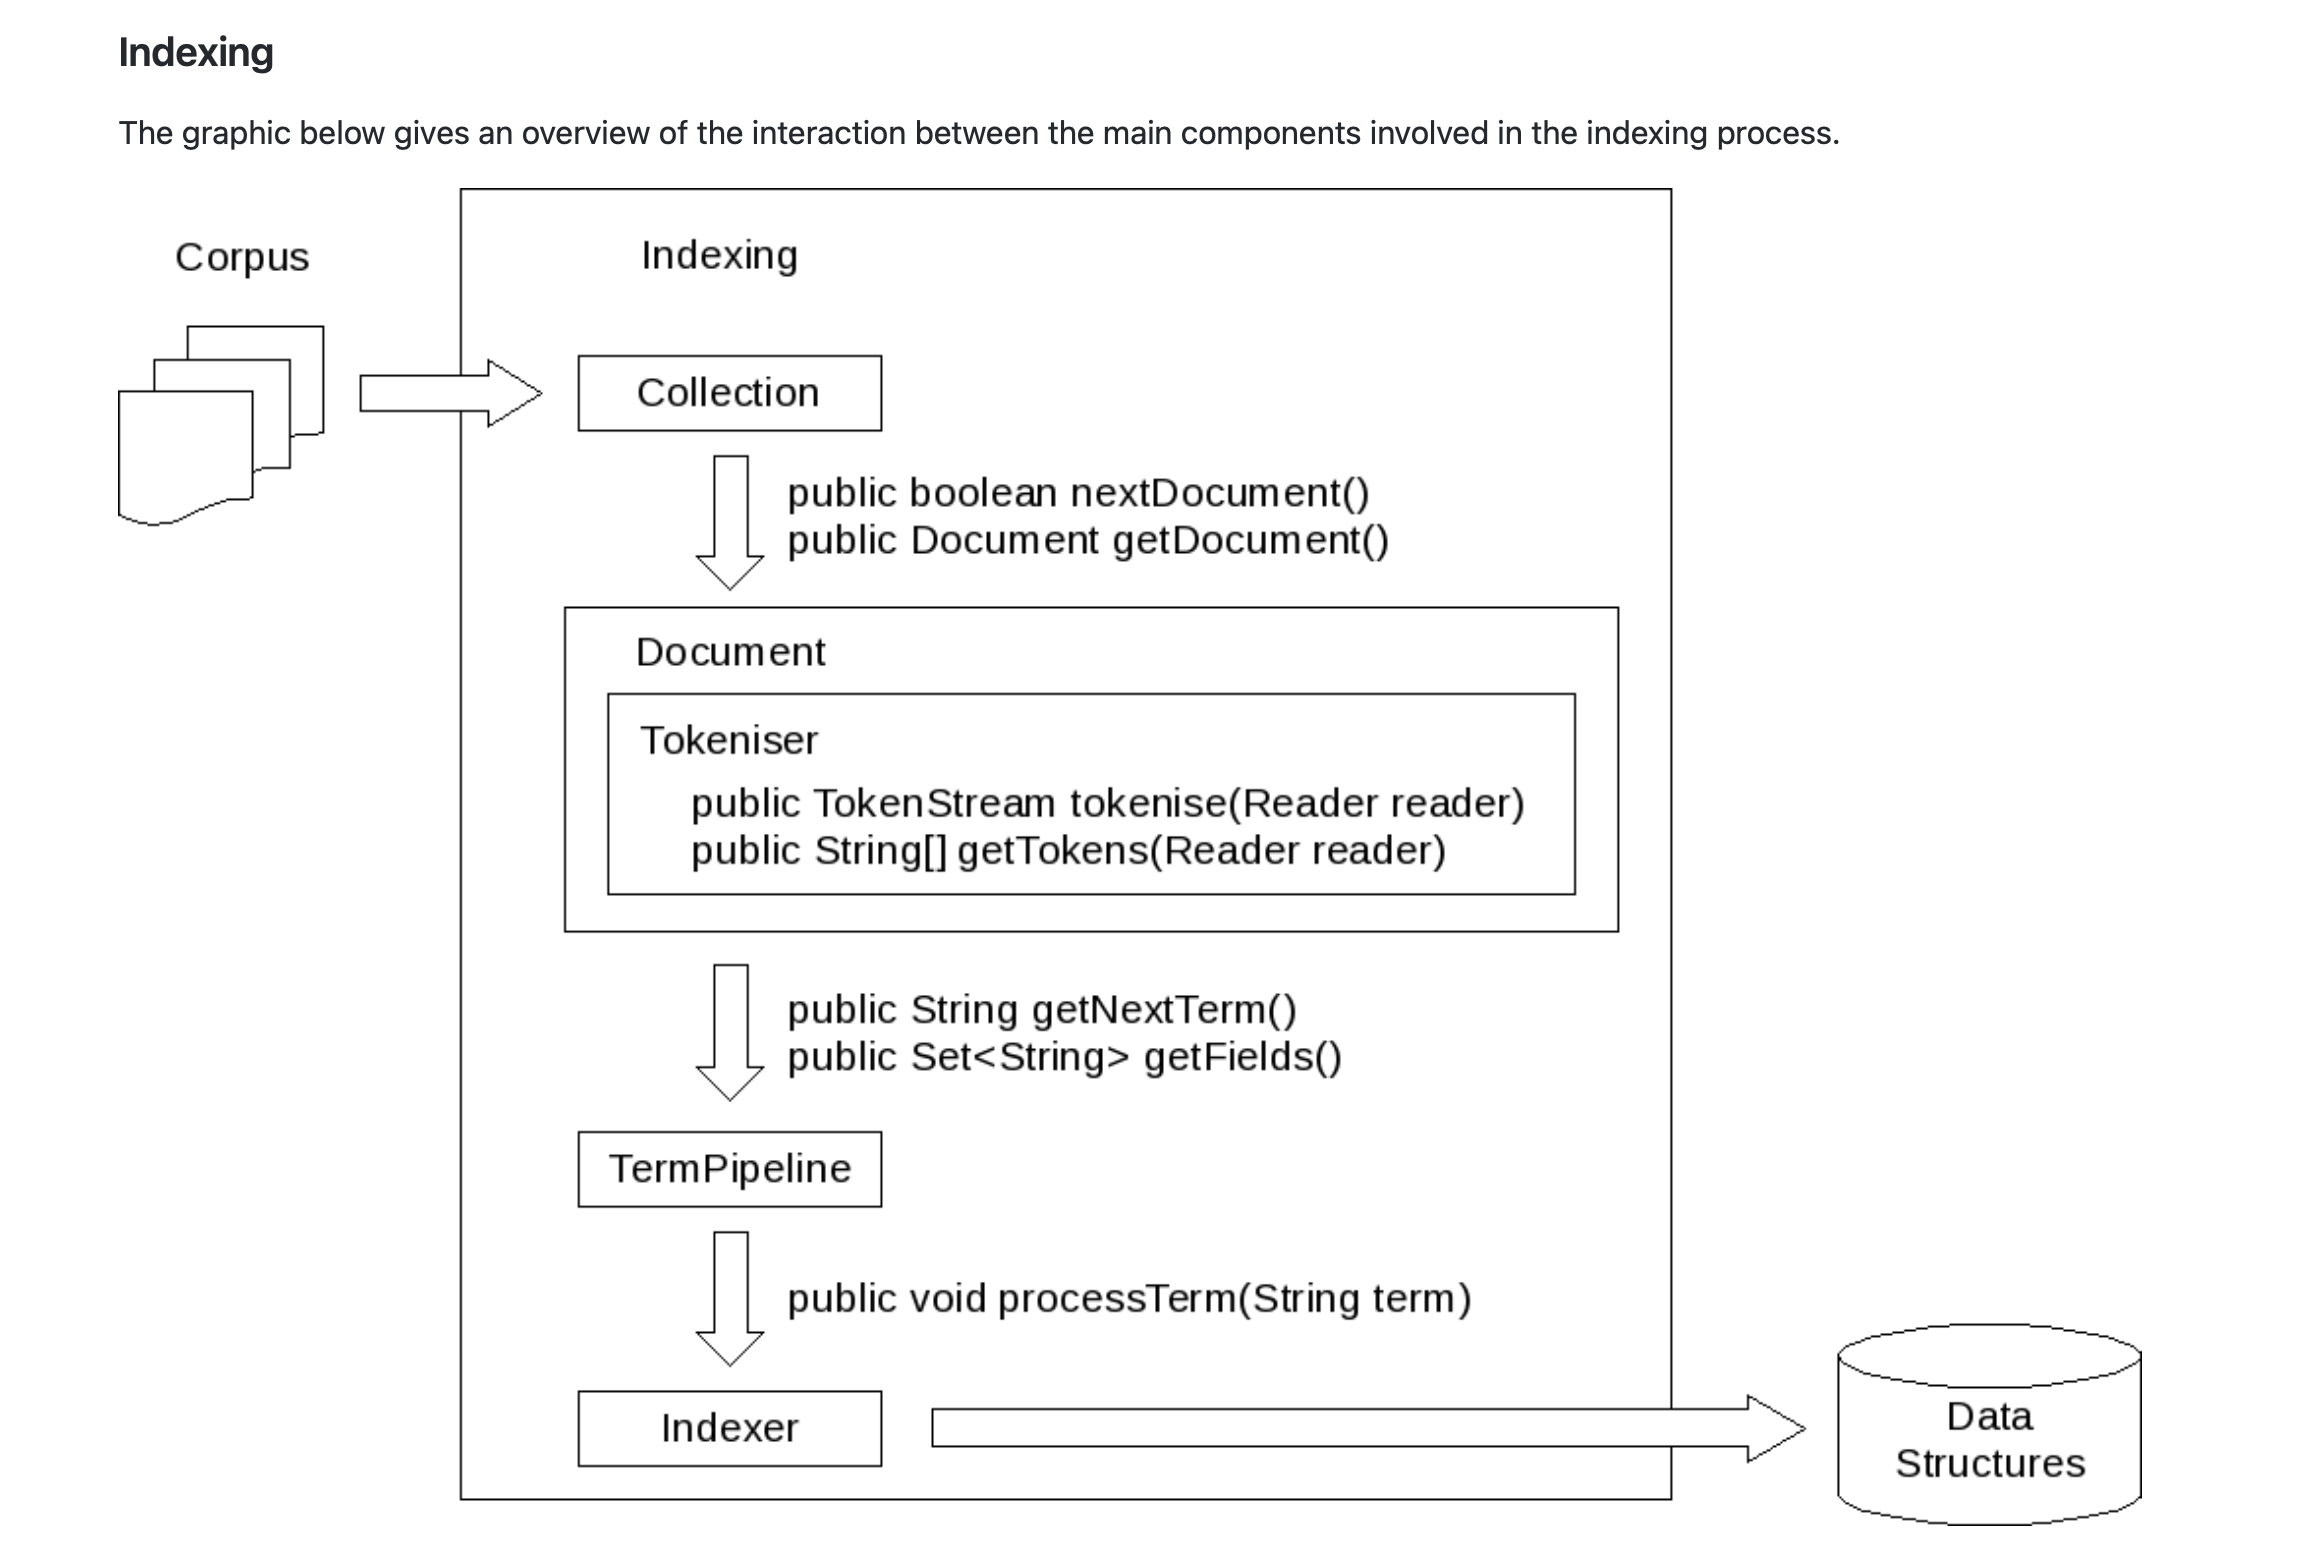 Indexing
The graphic below gives an overview of the interaction between the main components involved in the indexing process.
Corpus
Indexing
Collection
public boolean nextDocument()
public Document getDocument()
Document
Tokeniser
public TokenStream tokenise(Reader reader)
public String[] getTokens(Reader reader)
public String getNextTerm()
public Set<String> getFields()
TermPipeline
public void processTerm(String term)
Indexer
Data
Structures